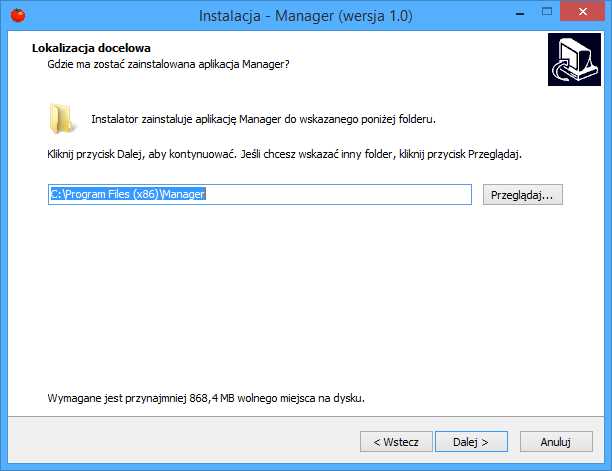 Instalacja - Manager (wersja 1.0)
Lokalizacja docelowa
Gdzie ma zostać zainstalowana aplikacja Manager?
Instalator zainstaluje aplikację Manager do wskazanego poniżej folderu.
Kliknij przycisk Dalej, aby kontynuować. Jeśli chcesz wskazać inny folder, kliknij przycisk Przeglądaj.
C:\Program Files (x86)\Manager
Przeglądaj...
Wymagane jest przynajmniej 868,4 MB wolnego miejsca na dysku.
< Wstecz
Dalej >
Anuluj